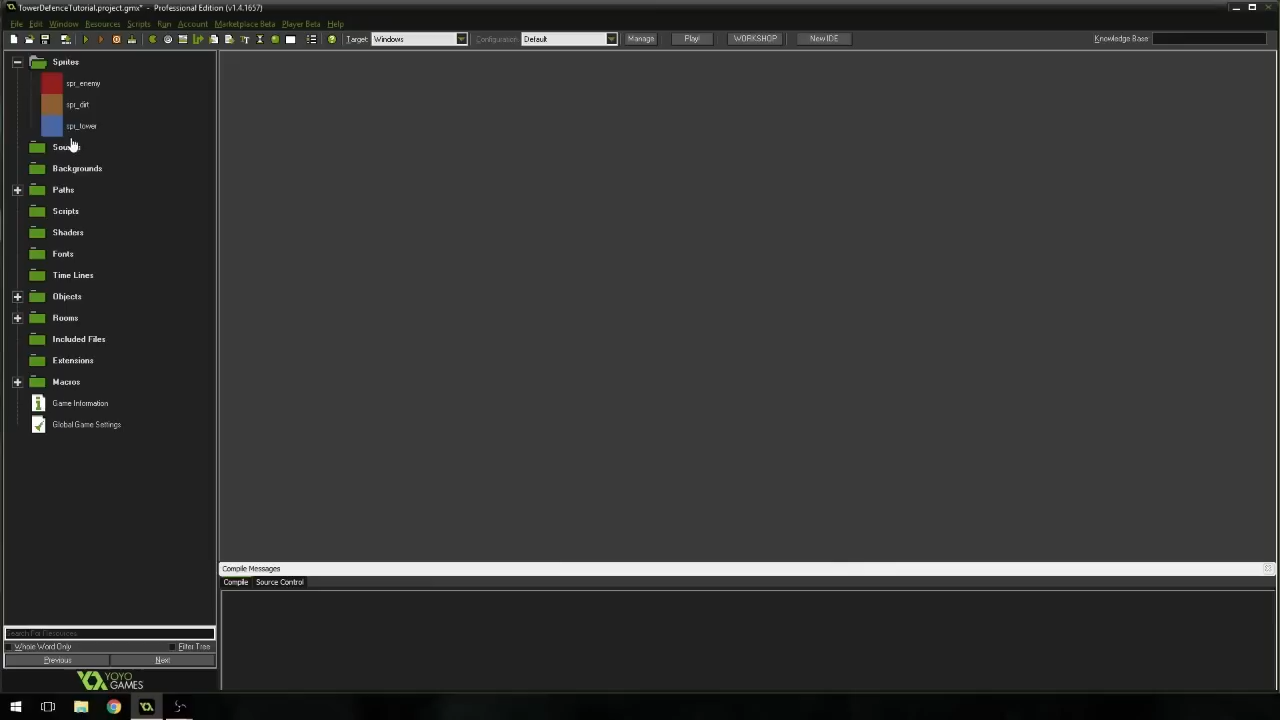 TowerDefenceTutorial.project.gmx* - Professional Edition (v1.4.1657)
File Edit Window Resources Scripts Run Account Marketplace Beta Player Beta Help
Target: Windows Configuration: Default Manage Play! WORKSHOP New IDE Knowledge Base
Sprites
spr_enemy
spr_dirt
spr_tower
Backgrounds
Paths
Scripts
Shaders
Fonts
Time Lines
Objects
Rooms
Included Files
Extensions
Macros
Game Information
Global Game Settings
Compile Messages
Compile Source Control
Search For Resources
Whole Word Only Filter Tree
Previous Next
YOYO
GAMES